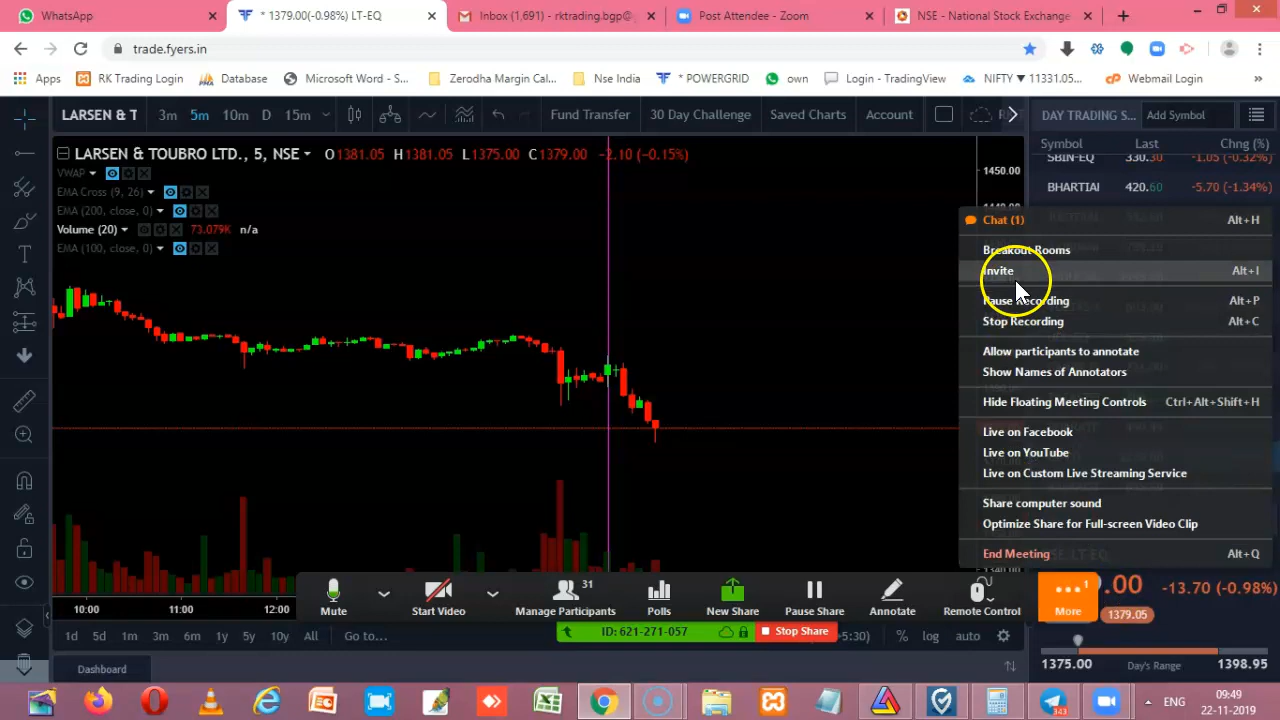 WhatsApp
* 1379.00(-0.98%) LT-EQ
Inbox (1,691) - rktrading.bgp@
Post Attendee - Zoom
NSE - National Stock Exchange
trade.fyers.in
Apps
RK Trading Login
Database
Microsoft Word - S...
Zerodha Margin Cal...
Nse India
* POWERGRID
own
Login - TradingView
NIFTY ▼ 11331.05...
Webmail Login
LARSEN & T
3m
5m
10m
D
15m
Fund Transfer
30 Day Challenge
Saved Charts
Account
DAY TRADING S...
Add Symbol
Symbol
Last
Chng (%)
SBIN-EQ
330.30
-1.05 (-0.32%)
BHARTIAI
420.60
-5.70 (-1.34%)
LARSEN & TOUBRO LTD., 5, NSE
O1381.05 H1381.05 L1375.00 C1379.00 -2.10 (-0.15%)
VWAP
EMA Cross (9, 26)
EMA (200, close, 0)
Volume (20)
73.079K
n/a
EMA (100, close, 0)
1450.00
Chat (1)
Alt+H
Breakout Rooms
Invite
Alt+I
Pause Recording
Alt+P
Stop Recording
Alt+C
Allow participants to annotate
Show Names of Annotators
Hide Floating Meeting Controls
Ctrl+Alt+Shift+H
Live on Facebook
Live on YouTube
Live on Custom Live Streaming Service
Share computer sound
Optimize Share for Full-screen Video Clip
End Meeting
Alt+Q
10:00
11:00
12:00
Mute
Start Video
31
Manage Participants
Polls
New Share
Pause Share
Annotate
Remote Control
1
More
.00
-13.70 (-0.98%)
1379.05
ID: 621-271-057
Stop Share
1d
5d
1m
3m
6m
1y
5y
10y
All
Go to...
+5:30)
%
log
auto
1375.00
Day's Range
1398.95
Dashboard
343
ENG
09:49
22-11-2019